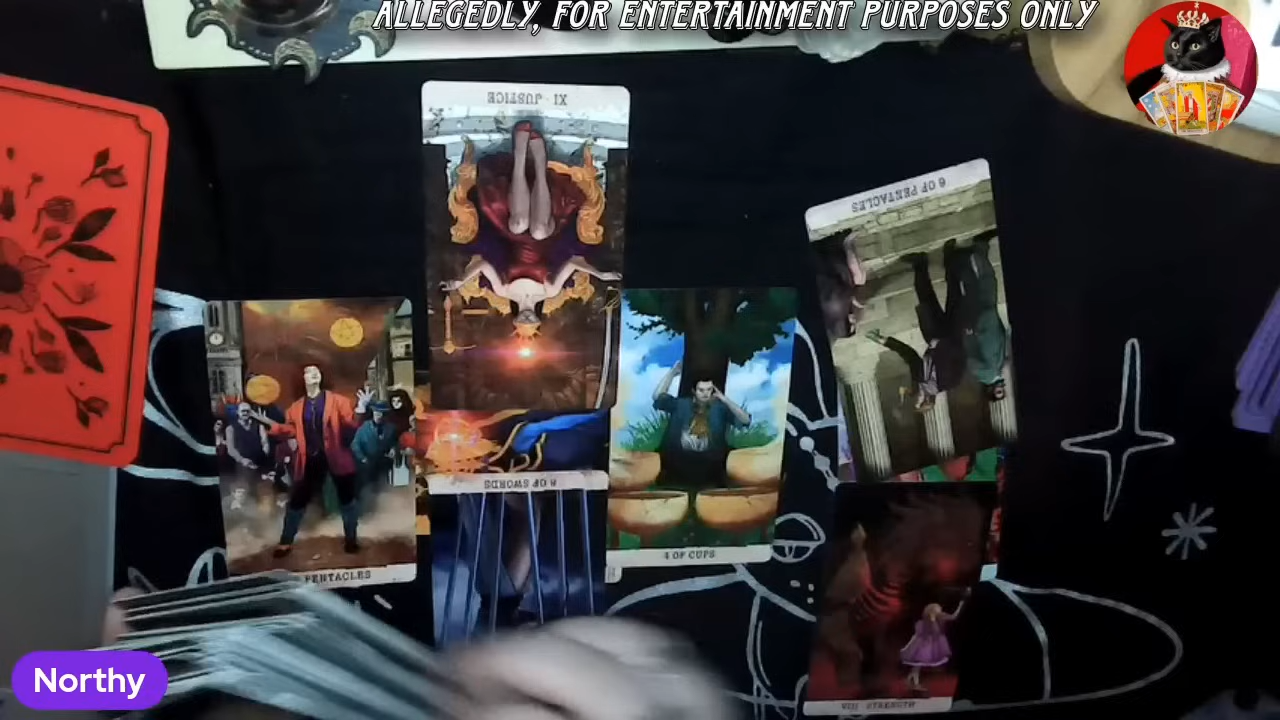 ALLEGEDLY, FOR ENTERTAINMENT PURPOSES ONLY
XI · JUSTICE
6 OF PENTACLES
8 OF SWORDS
4 OF CUPS
PENTACLES
VIII · STRENGTH
Northy